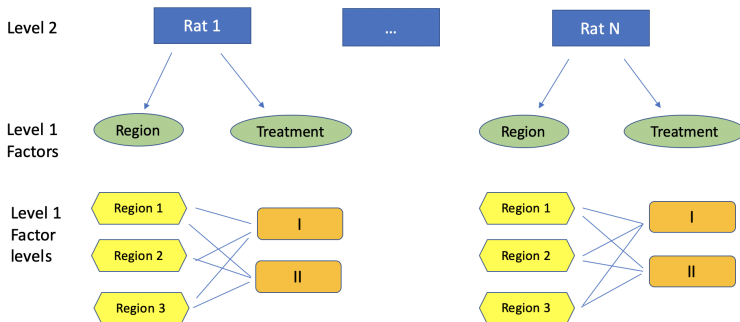 Level 2
Rat 1
...
Rat N
Level 1
Factors
Region
Treatment
Region
Treatment
Level 1
Factor
levels
Region 1
Region 2
Region 3
I
II
Region 1
Region 2
Region 3
I
II